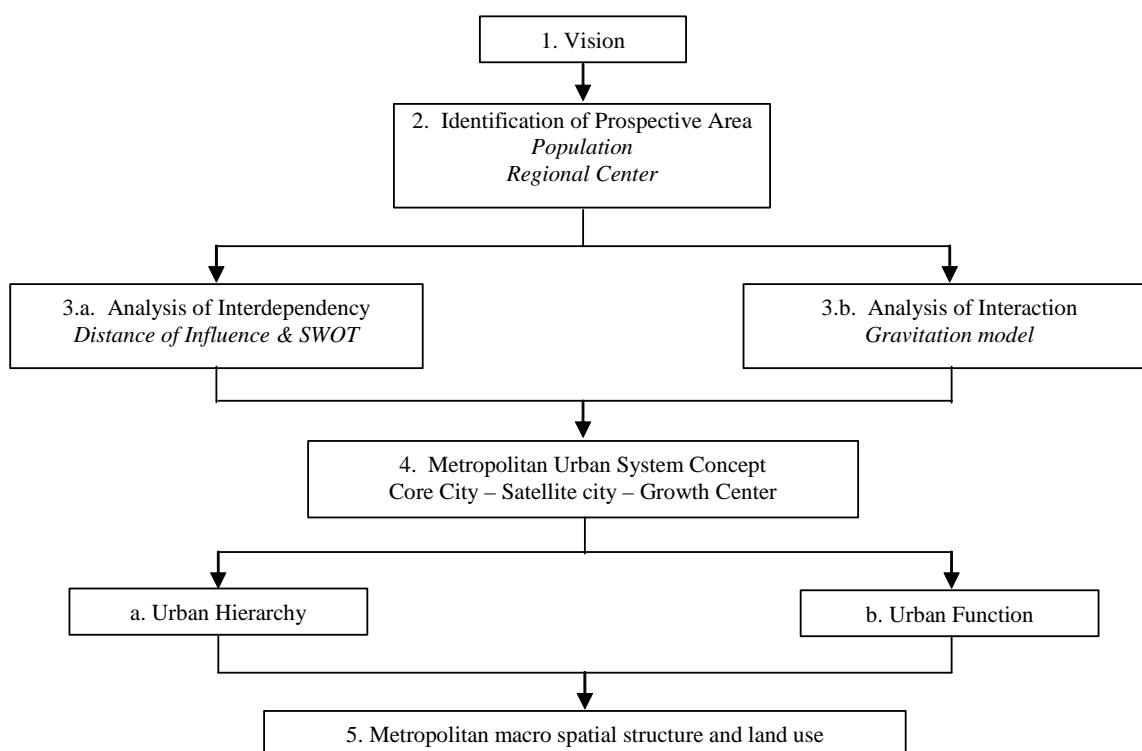 1. Vision
2. Identification of Prospective Area
Population
Regional Center
3.a. Analysis of Interdependency
Distance of Influence & SWOT
3.b. Analysis of Interaction
Gravitation model
4. Metropolitan Urban System Concept
Core City – Satellite city – Growth Center
a. Urban Hierarchy
b. Urban Function
5. Metropolitan macro spatial structure and land use